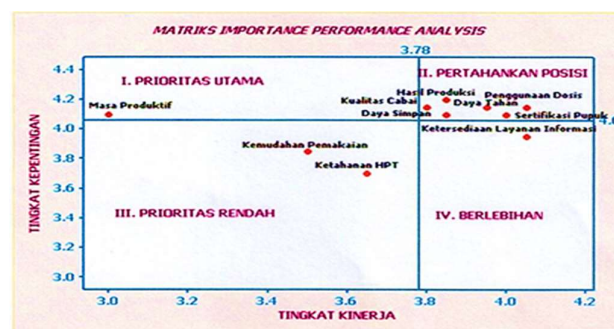 MATRIKS IMPORTANCE PERFORMANCE ANALYSIS
3.78
I. PRIORITAS UTAMA
II. PERTAHANKAN POSISI
Hasil Produksi
Penggunaan Dosis
Kualitas Cabai
Daya Tahan
Masa Produktif
Daya Simpan
Sertifikasi Pupuk
Ketersediaan Layanan Informasi
Kemudahan Pemakaian
Ketahanan HPT
III. PRIORITAS RENDAH
IV. BERLEBIHAN
TINGKAT KEPENTINGAN
4.4
4.2
4.0
3.8
3.6
3.4
3.2
3.0
3.0
3.2
3.4
3.6
3.8
4.0
4.2
TINGKAT KINERJA